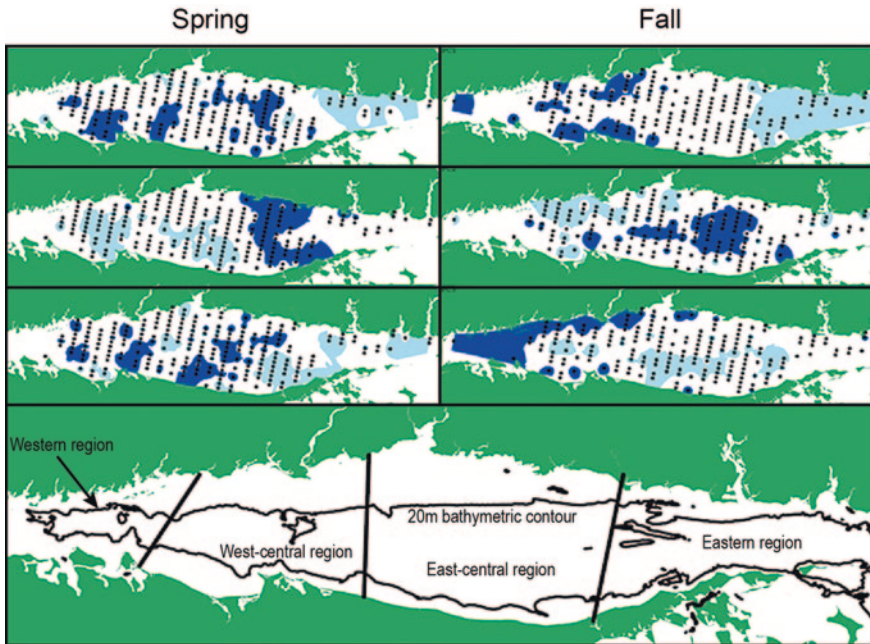 Spring
Fall
Western region
20m bathymetric contour
West-central region
East-central region
Eastern region